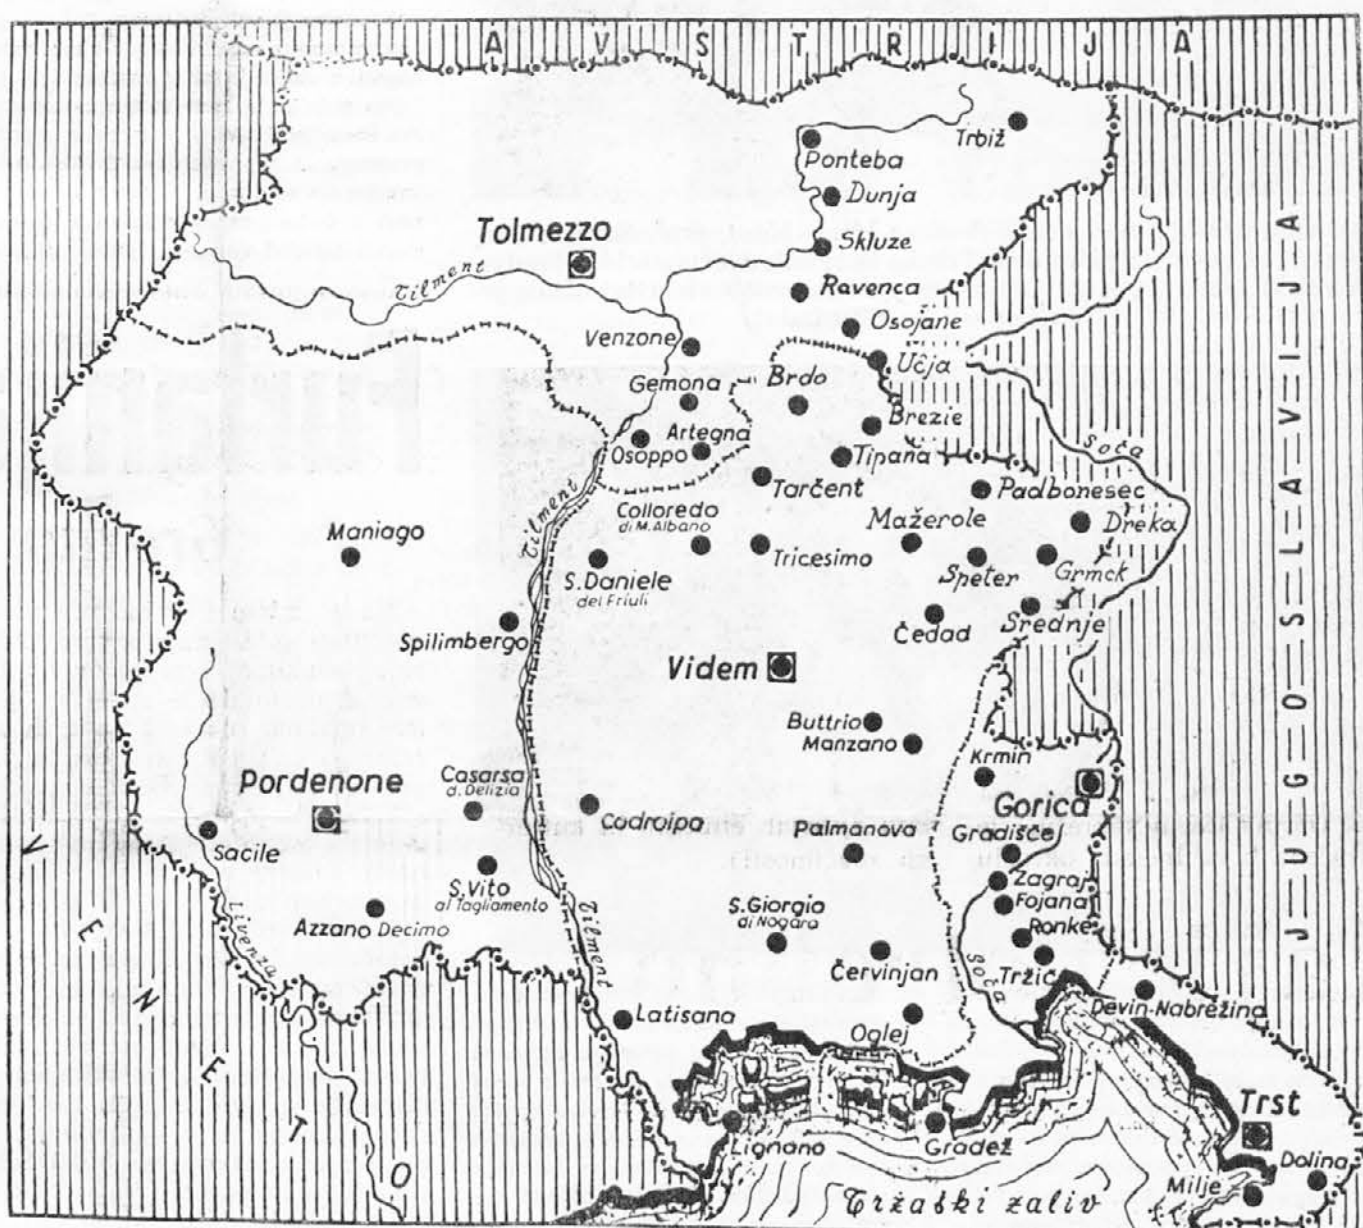 AVSTRIJA
Trbiž
Ponteba
Dunja
Tolmezzo
Skluze
Tilment
Ravenca
Osojane
Venzone
Učja
Gemona
Brdo
Brezie
Artegna
Osoppo
Tipana
Soča
Tarčent
Podbonesec
Tilment
Colloredo
di M. Albano
Mažerole
Dreka
Maniago
Tricesimo
S. Daniele
del Friuli
Speter
Grmek
Spilimbergo
Čedad
Srednje
Videm
JUGOSLAVIJA
Buttrio
Manzano
Krmin
Pordenone
Casarsa
d. Delizia
Gorica
Codroipo
Palmanova
Gradišče
Sacile
Zagraj
S. Vito
al Tagliamento
Fojana
S. Giorgio
di Nogaro
Azzano Decimo
Ronke
Livenza
Tilment
Červinjan
Soča
Tržič
Devin-Nabrežina
Latisana
Oglej
VENETO
Trst
Lignano
Gradež
Dolina
Milje
Tržaški zaliv